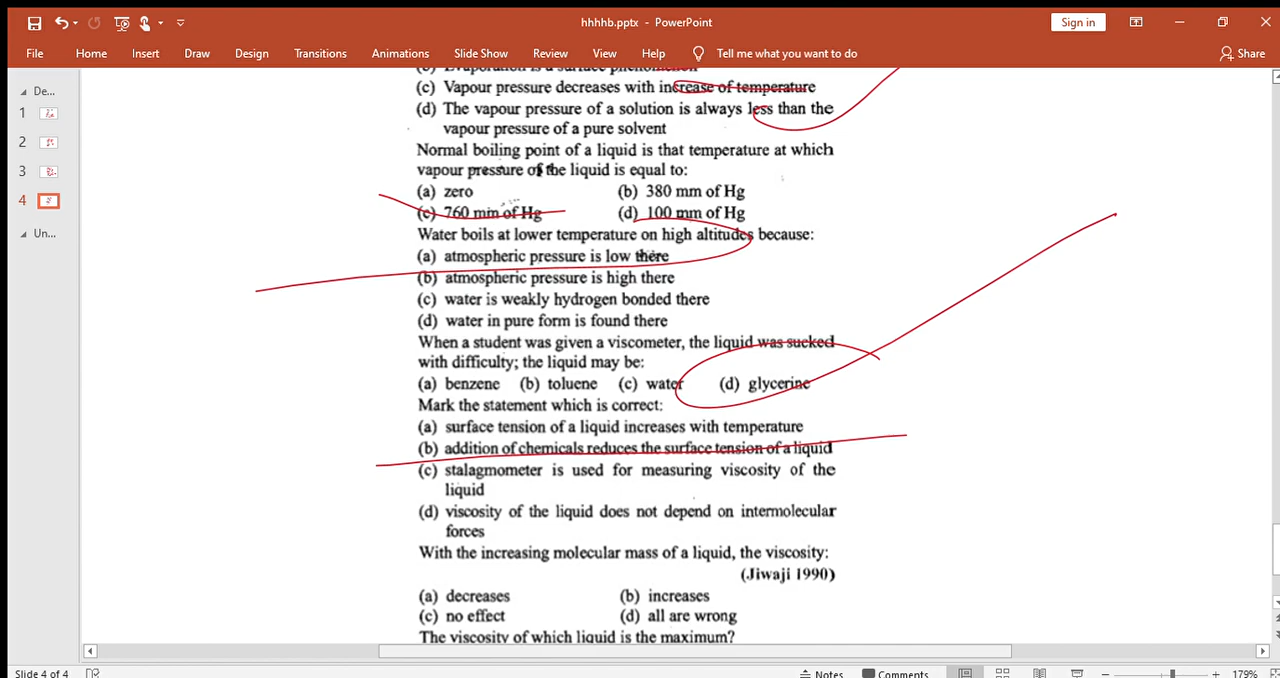 hhhhb.pptx - PowerPoint
Sign in
File Home Insert Draw Design Transitions Animations Slide Show Review View Help Tell me what you want to do Share
De...
1
2
3
4
Un...
Evaporation is a surface phenomenon
(c) Vapour pressure decreases with increase of temperature
(d) The vapour pressure of a solution is always less than the
vapour pressure of a pure solvent
Normal boiling point of a liquid is that temperature at which
vapour pressure of the liquid is equal to:
(a) zero (b) 380 mm of Hg
(c) 760 mm of Hg (d) 100 mm of Hg
Water boils at lower temperature on high altitudes because:
(a) atmospheric pressure is low there
(b) atmospheric pressure is high there
(c) water is weakly hydrogen bonded there
(d) water in pure form is found there
When a student was given a viscometer, the liquid was sucked
with difficulty; the liquid may be:
(a) benzene (b) toluene (c) water (d) glycerine
Mark the statement which is correct:
(a) surface tension of a liquid increases with temperature
(b) addition of chemicals reduces the surface tension of a liquid
(c) stalagmometer is used for measuring viscosity of the
liquid
(d) viscosity of the liquid does not depend on intermolecular
forces
With the increasing molecular mass of a liquid, the viscosity:
(Jiwaji 1990)
(a) decreases (b) increases
(c) no effect (d) all are wrong
The viscosity of which liquid is the maximum?
Slide 4 of 4 Notes Comments 179%